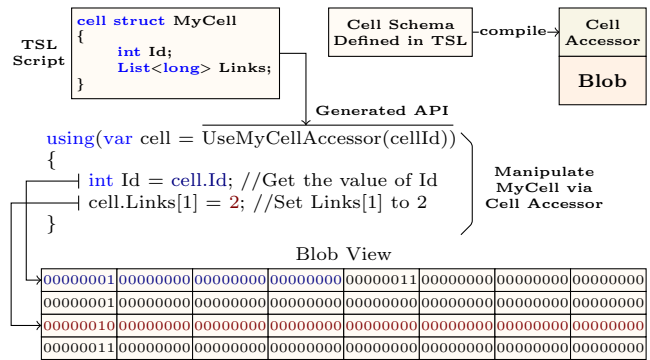 TSL
Script
cell struct MyCell
{
int Id;
List<long> Links;
}
Cell Schema
Defined in TSL
compile
Cell
Accessor
Blob
Generated API
using(var cell = UseMyCellAccessor(cellId))
{
int Id = cell.Id; //Get the value of Id
cell.Links[1] = 2; //Set Links[1] to 2
}
Manipulate
MyCell via
Cell Accessor
Blob View
00000001 00000000 00000000 00000000 00000011 00000000 00000000 00000000
00000001 00000000 00000000 00000000 00000000 00000000 00000000 00000000
00000010 00000000 00000000 00000000 00000000 00000000 00000000 00000000
00000011 00000000 00000000 00000000 00000000 00000000 00000000 00000000